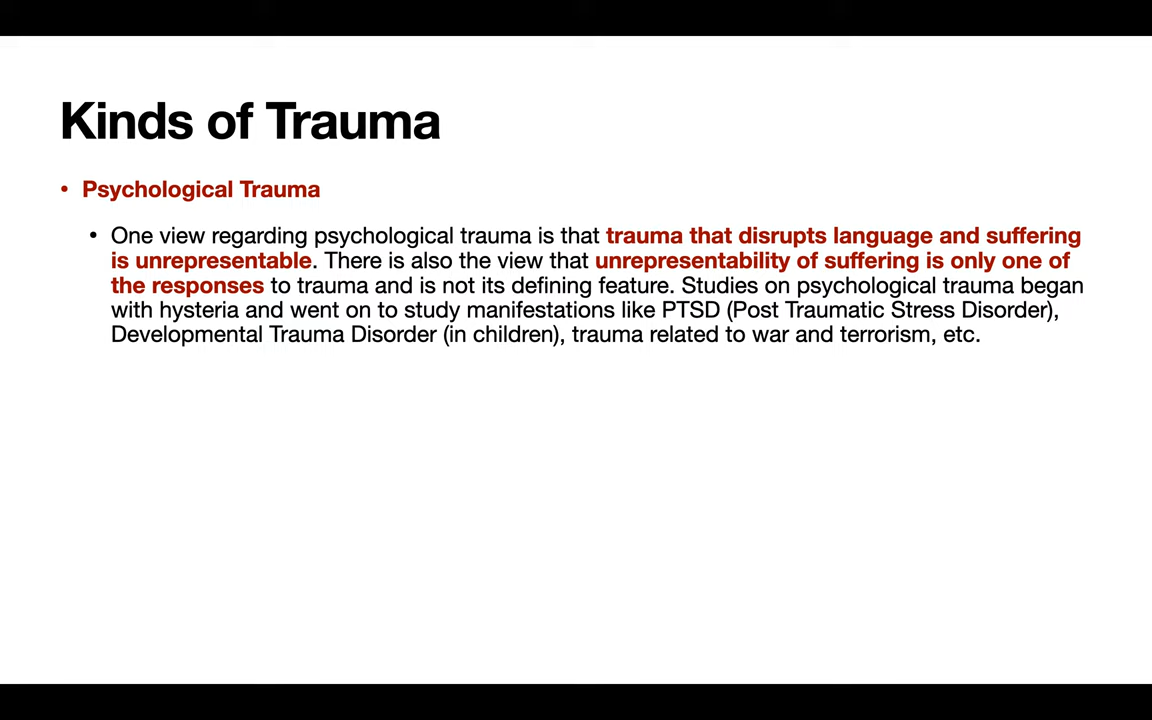 Kinds of Trauma
• Psychological Trauma
• One view regarding psychological trauma is that trauma that disrupts language and suffering
is unrepresentable. There is also the view that unrepresentability of suffering is only one of
the responses to trauma and is not its defining feature. Studies on psychological trauma began
with hysteria and went on to study manifestations like PTSD (Post Traumatic Stress Disorder),
Developmental Trauma Disorder (in children), trauma related to war and terrorism, etc.